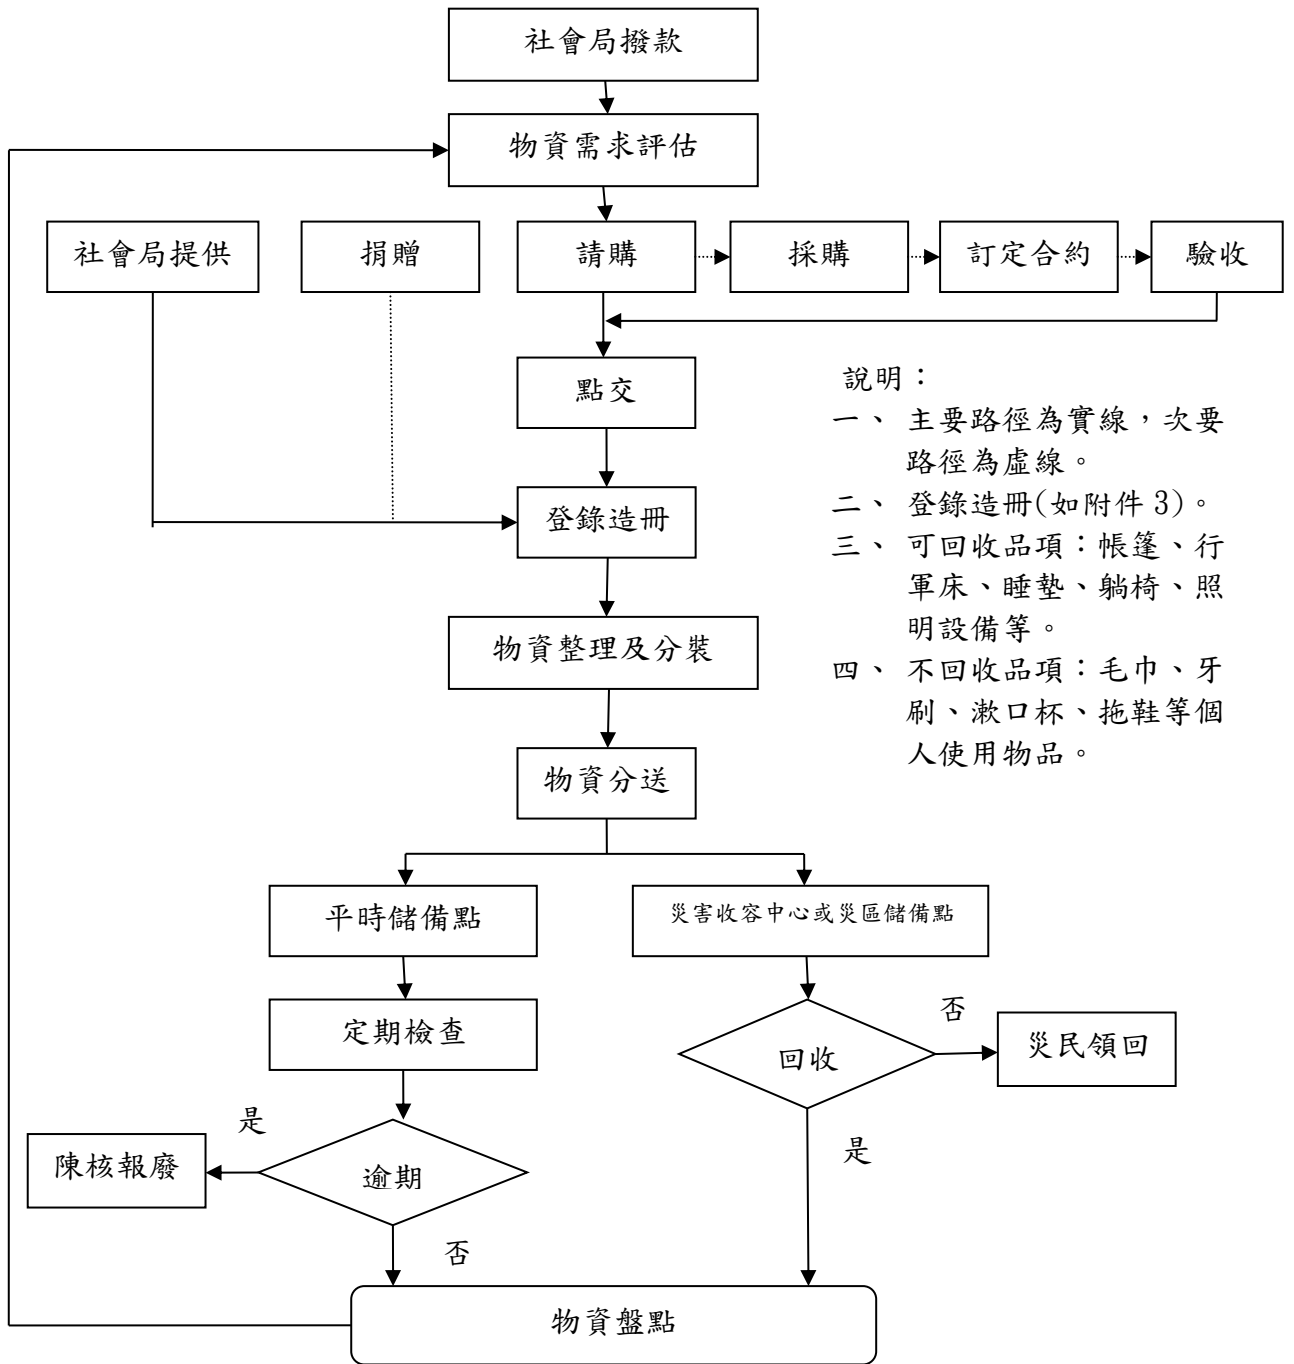 社會局撥款
物資需求評估
社會局提供
捐贈
請購
採購
訂定合約
驗收
點交
說明：
一、 主要路徑為實線，次要
路徑為虛線。
二、 登錄造冊(如附件 3)。
三、 可回收品項：帳篷、行
軍床、睡墊、躺椅、照
明設備等。
四、 不回收品項：毛巾、牙
刷、漱口杯、拖鞋等個
人使用物品。
登錄造冊
物資整理及分裝
物資分送
平時儲備點
災害收容中心或災區儲備點
定期檢查
回收
否
災民領回
是
陳核報廢
逾期
是
否
物資盤點